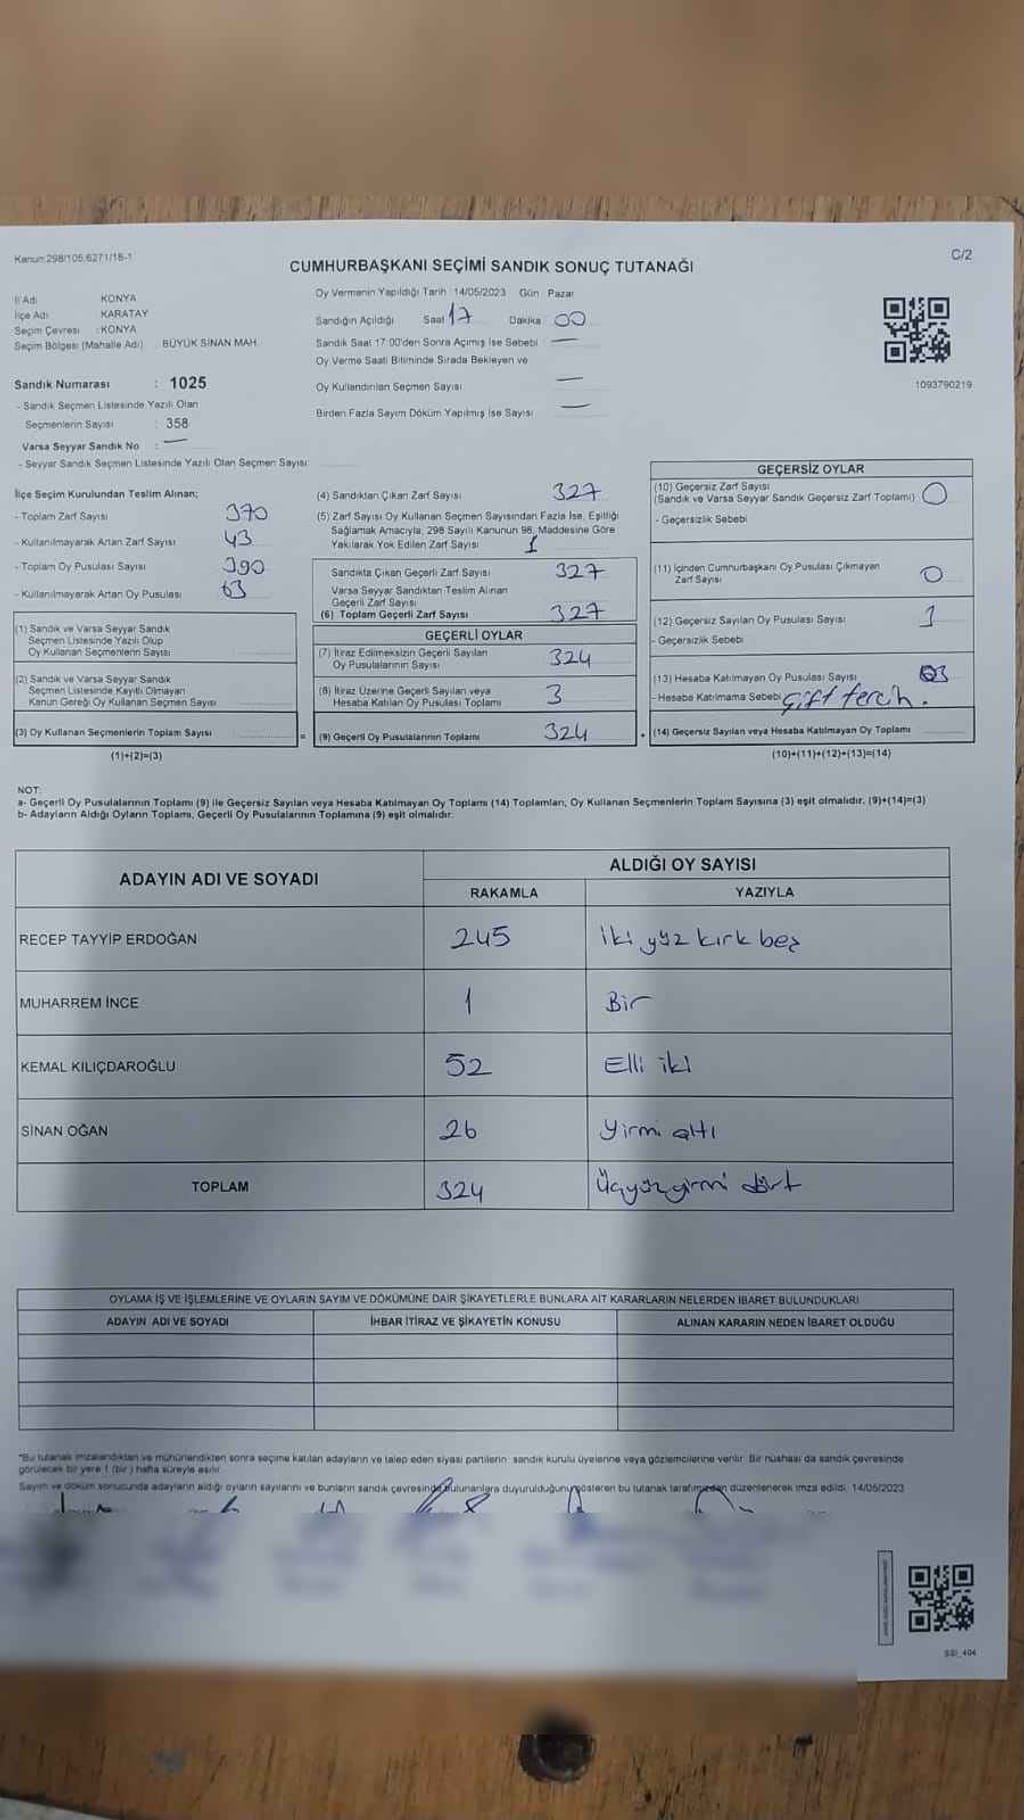 Kanun:298/105,6271/18-1
C/2
CUMHURBAŞKANI SEÇİMİ SANDIK SONUÇ TUTANAĞI
İl Adı KONYA
İlçe Adı KARATAY
Seçim Çevresi : KONYA
Seçim Bölgesi (Mahalle Adı) : BÜYÜK SİNAN MAH.
Sandık Numarası : 1025
- Sandık Seçmen Listesinde Yazılı Olan
Seçmenlerin Sayısı : 358
Varsa Seyyar Sandık No : —
- Seyyar Sandık Seçmen Listesinde Yazılı Olan Seçmen Sayısı:
Oy Vermenin Yapıldığı Tarih : 14/05/2023 Gün : Pazar
Sandığın Açıldığı Saat 17 Dakika : 00
Sandık Saat 17:00'den Sonra Açımış İse Sebebi : —
Oy Verme Saati Bitiminde Sırada Bekleyen ve
Oy Kullandırılan Seçmen Sayısı —
Birden Fazla Sayım Döküm Yapılmış İse Sayısı : —
1093790219
İlçe Seçim Kurulundan Teslim Alınan;
- Toplam Zarf Sayısı 370
- Kullanılmayarak Artan Zarf Sayısı 43
- Toplam Oy Pusulası Sayısı 390
- Kullanılmayarak Artan Oy Pusulası 63
(1) Sandık ve Varsa Seyyar Sandık
Seçmen Listesinde Yazılı Olup
Oy Kullanan Seçmenlerin Sayısı
(2) Sandık ve Varsa Seyyar Sandık
Seçmen Listesinde Kayıtlı Olmayan
Kanun Gereği Oy Kullanan Seçmen Sayısı
(3) Oy Kullanan Seçmenlerin Toplam Sayısı =
(1)+(2)=(3)
(4) Sandıktan Çıkan Zarf Sayısı 327
(5) Zarf Sayısı Oy Kullanan Seçmen Sayısından Fazla İse, Eşitliği
Sağlamak Amacıyla, 298 Sayılı Kanunun 98. Maddesine Göre
Yakılarak Yok Edilen Zarf Sayısı 1
Sandıkta Çıkan Geçerli Zarf Sayısı 327
Varsa Seyyar Sandıktan Teslim Alınan
Geçerli Zarf Sayısı
(6) Toplam Geçerli Zarf Sayısı 327
GEÇERLİ OYLAR
(7) İtiraz Edilmeksizin Geçerli Sayılan
Oy Pusulalarının Sayısı 324
(8) İtiraz Üzerine Geçerli Sayılan veya
Hesaba Katılan Oy Pusulası Toplamı 3
(9) Geçerli Oy Pusulalarının Toplamı 324
GEÇERSİZ OYLAR
(10) Geçersiz Zarf Sayısı
(Sandık ve Varsa Seyyar Sandık Geçersiz Zarf Toplamı) 0
- Geçersizlik Sebebi
(11) İçinden Cumhurbaşkanı Oy Pusulası Çıkmayan
Zarf Sayısı 0
(12) Geçersiz Sayılan Oy Pusulası Sayısı 1
- Geçersizlik Sebebi
(13) Hesaba Katılmayan Oy Pusulası Sayısı 03
- Hesaba Katılmama Sebebi çift tercih.
(14) Geçersiz Sayılan veya Hesaba Katılmayan Oy Toplamı
(10)+(11)+(12)+(13)=(14)
NOT:
a- Geçerli Oy Pusulalarının Toplamı (9) ile Geçersiz Sayılan veya Hesaba Katılmayan Oy Toplamı (14) Toplamları, Oy Kullanan Seçmenlerin Toplam Sayısına (3) eşit olmalıdır. (9)+(14)=(3)
b- Adayların Aldığı Oyların Toplamı, Geçerli Oy Pusulalarının Toplamına (9) eşit olmalıdır.
ADAYIN ADI VE SOYADI ALDIĞI OY SAYISI
RAKAMLA YAZIYLA
RECEP TAYYİP ERDOĞAN 245 İki yüz kırk beş
MUHARREM İNCE 1 Bir
KEMAL KILIÇDAROĞLU 52 Elli iki
SİNAN OĞAN 26 Yirmi altı
TOPLAM 324 Üçyüzyirmi dört
OYLAMA İŞ VE İŞLEMLERİNE VE OYLARIN SAYIM VE DÖKÜMÜNE DAİR ŞİKAYETLERLE BUNLARA AİT KARARLARIN NELERDEN İBARET BULUNDUKLARI
ADAYIN ADI VE SOYADI İHBAR İTİRAZ VE ŞİKAYETİN KONUSU ALINAN KARARIN NEDEN İBARET OLDUĞU
*Bu tutanak imzalandıktan ve mühürlendikten sonra seçime katılan adayların ve talep eden siyasi partilerin sandık kurulu üyelerine veya gözlemcilerine verilir. Bir nüshası da sandık çevresinde
görülecek bir yere 1 (bir) hafta süreyle asılır.
Sayım ve döküm sonucunda adayların aldığı oyların sayılarını ve bunların sandık çevresinde bulunanlara duyurulduğunu gösteren bu tutanak tarafımızdan düzenlenerek imza edildi. 14/05/2023
SSI_404